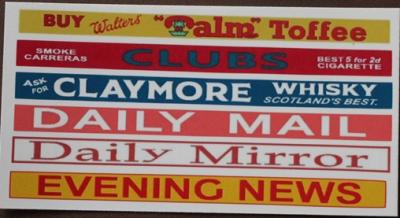 BUY Walters' "Palm" Toffee
SMOKE CARRERAS CLUBS BEST 5 for 2d CIGARETTE
ASK FOR CLAYMORE WHISKY SCOTLAND'S BEST.
DAILY MAIL
Daily Mirror
EVENING NEWS